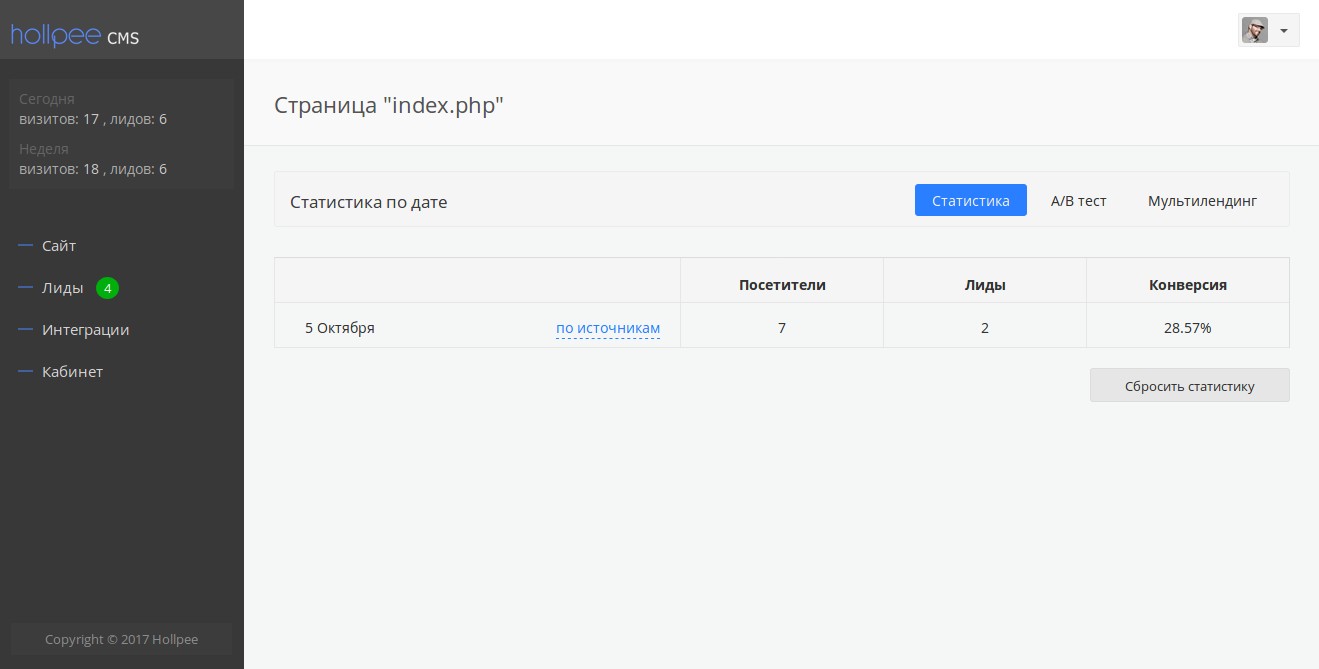 hollpee CMS
Сегодня
визитов: 17 , лидов: 6
Неделя
визитов: 18 , лидов: 6
Сайт
Лиды 4
Интеграции
Кабинет
Copyright © 2017 Hollpee
Страница "index.php"
Статистика по дате Статистика A/B тест Мультилендинг
Посетители Лиды Конверсия
5 Октября по источникам 7 2 28.57%
Сбросить статистику